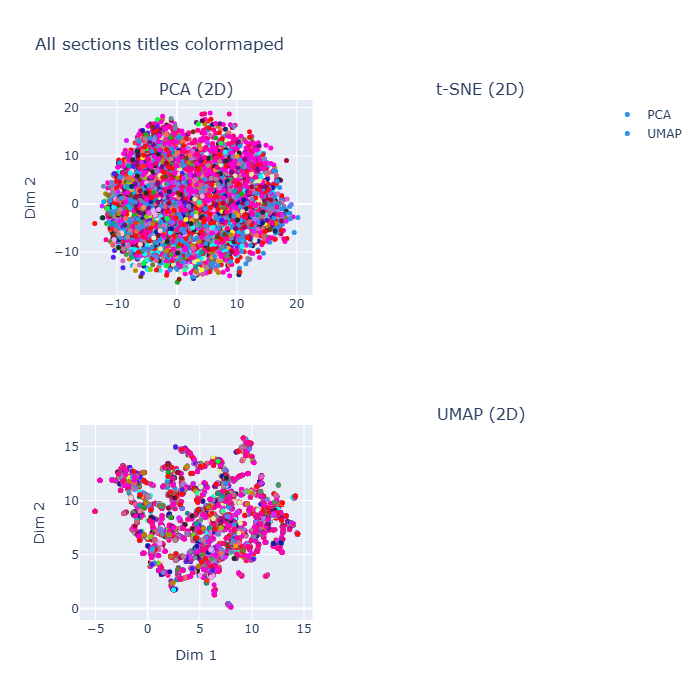 All sections titles colormaped
PCA (2D)
t-SNE (2D)
PCA
UMAP
20
10
0
−10
Dim 2
−10
0
10
20
Dim 1
UMAP (2D)
15
10
5
0
Dim 2
−5
0
5
10
15
Dim 1